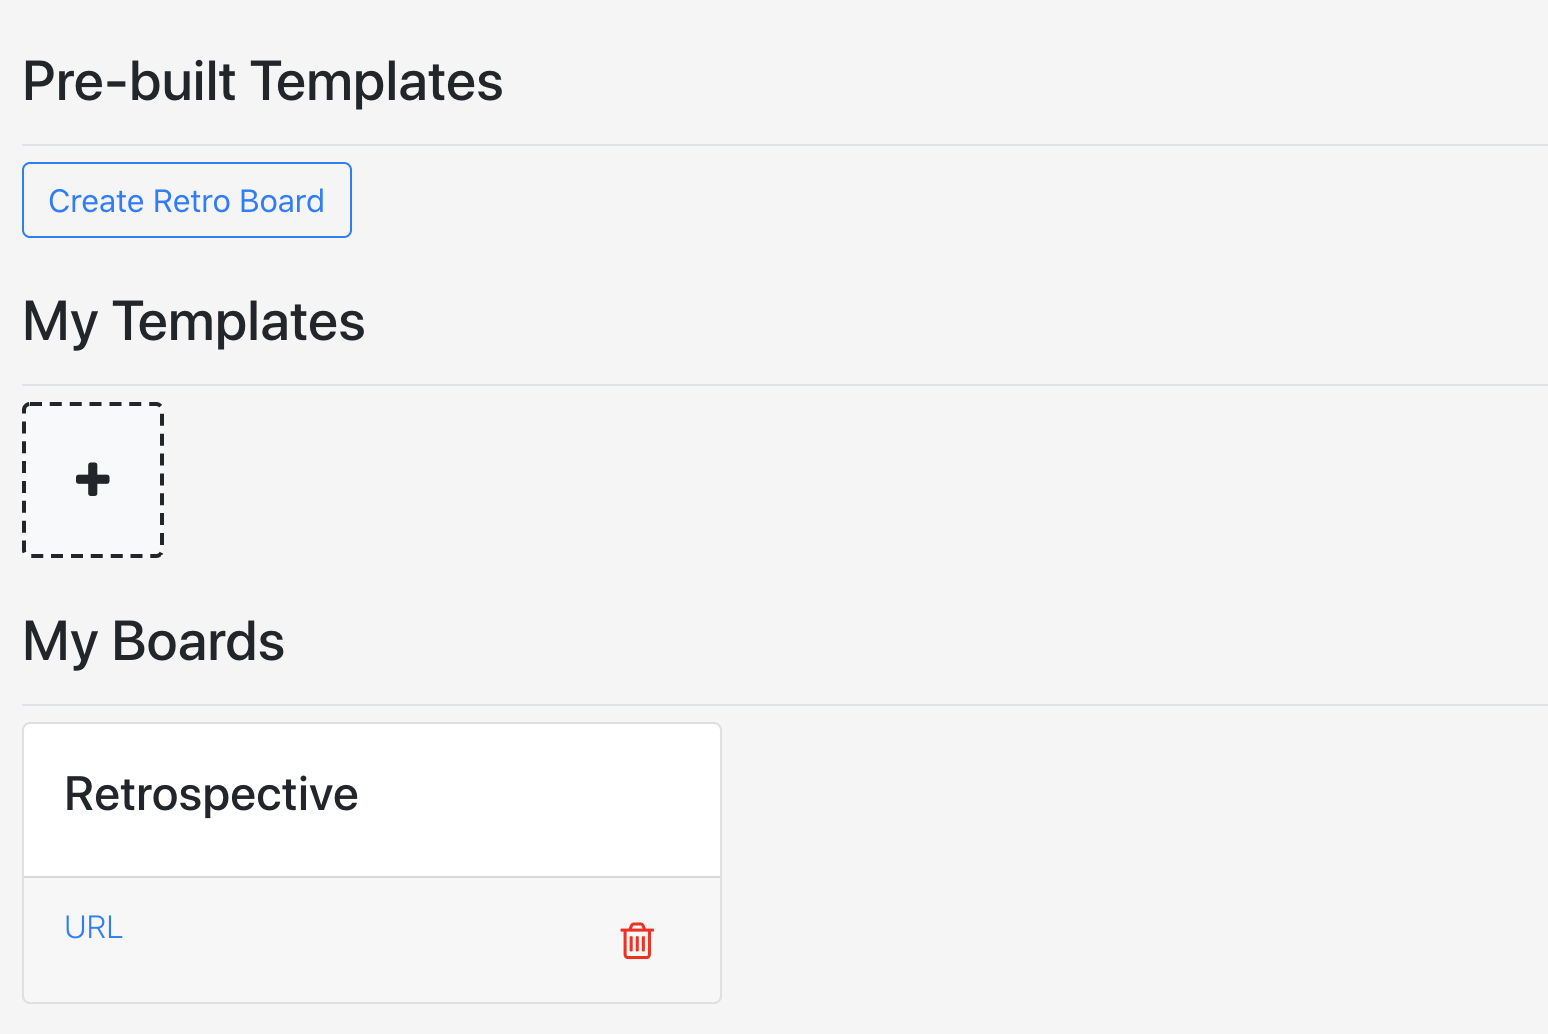 Pre-built Templates
Create Retro Board
My Templates
My Boards
Retrospective
URL